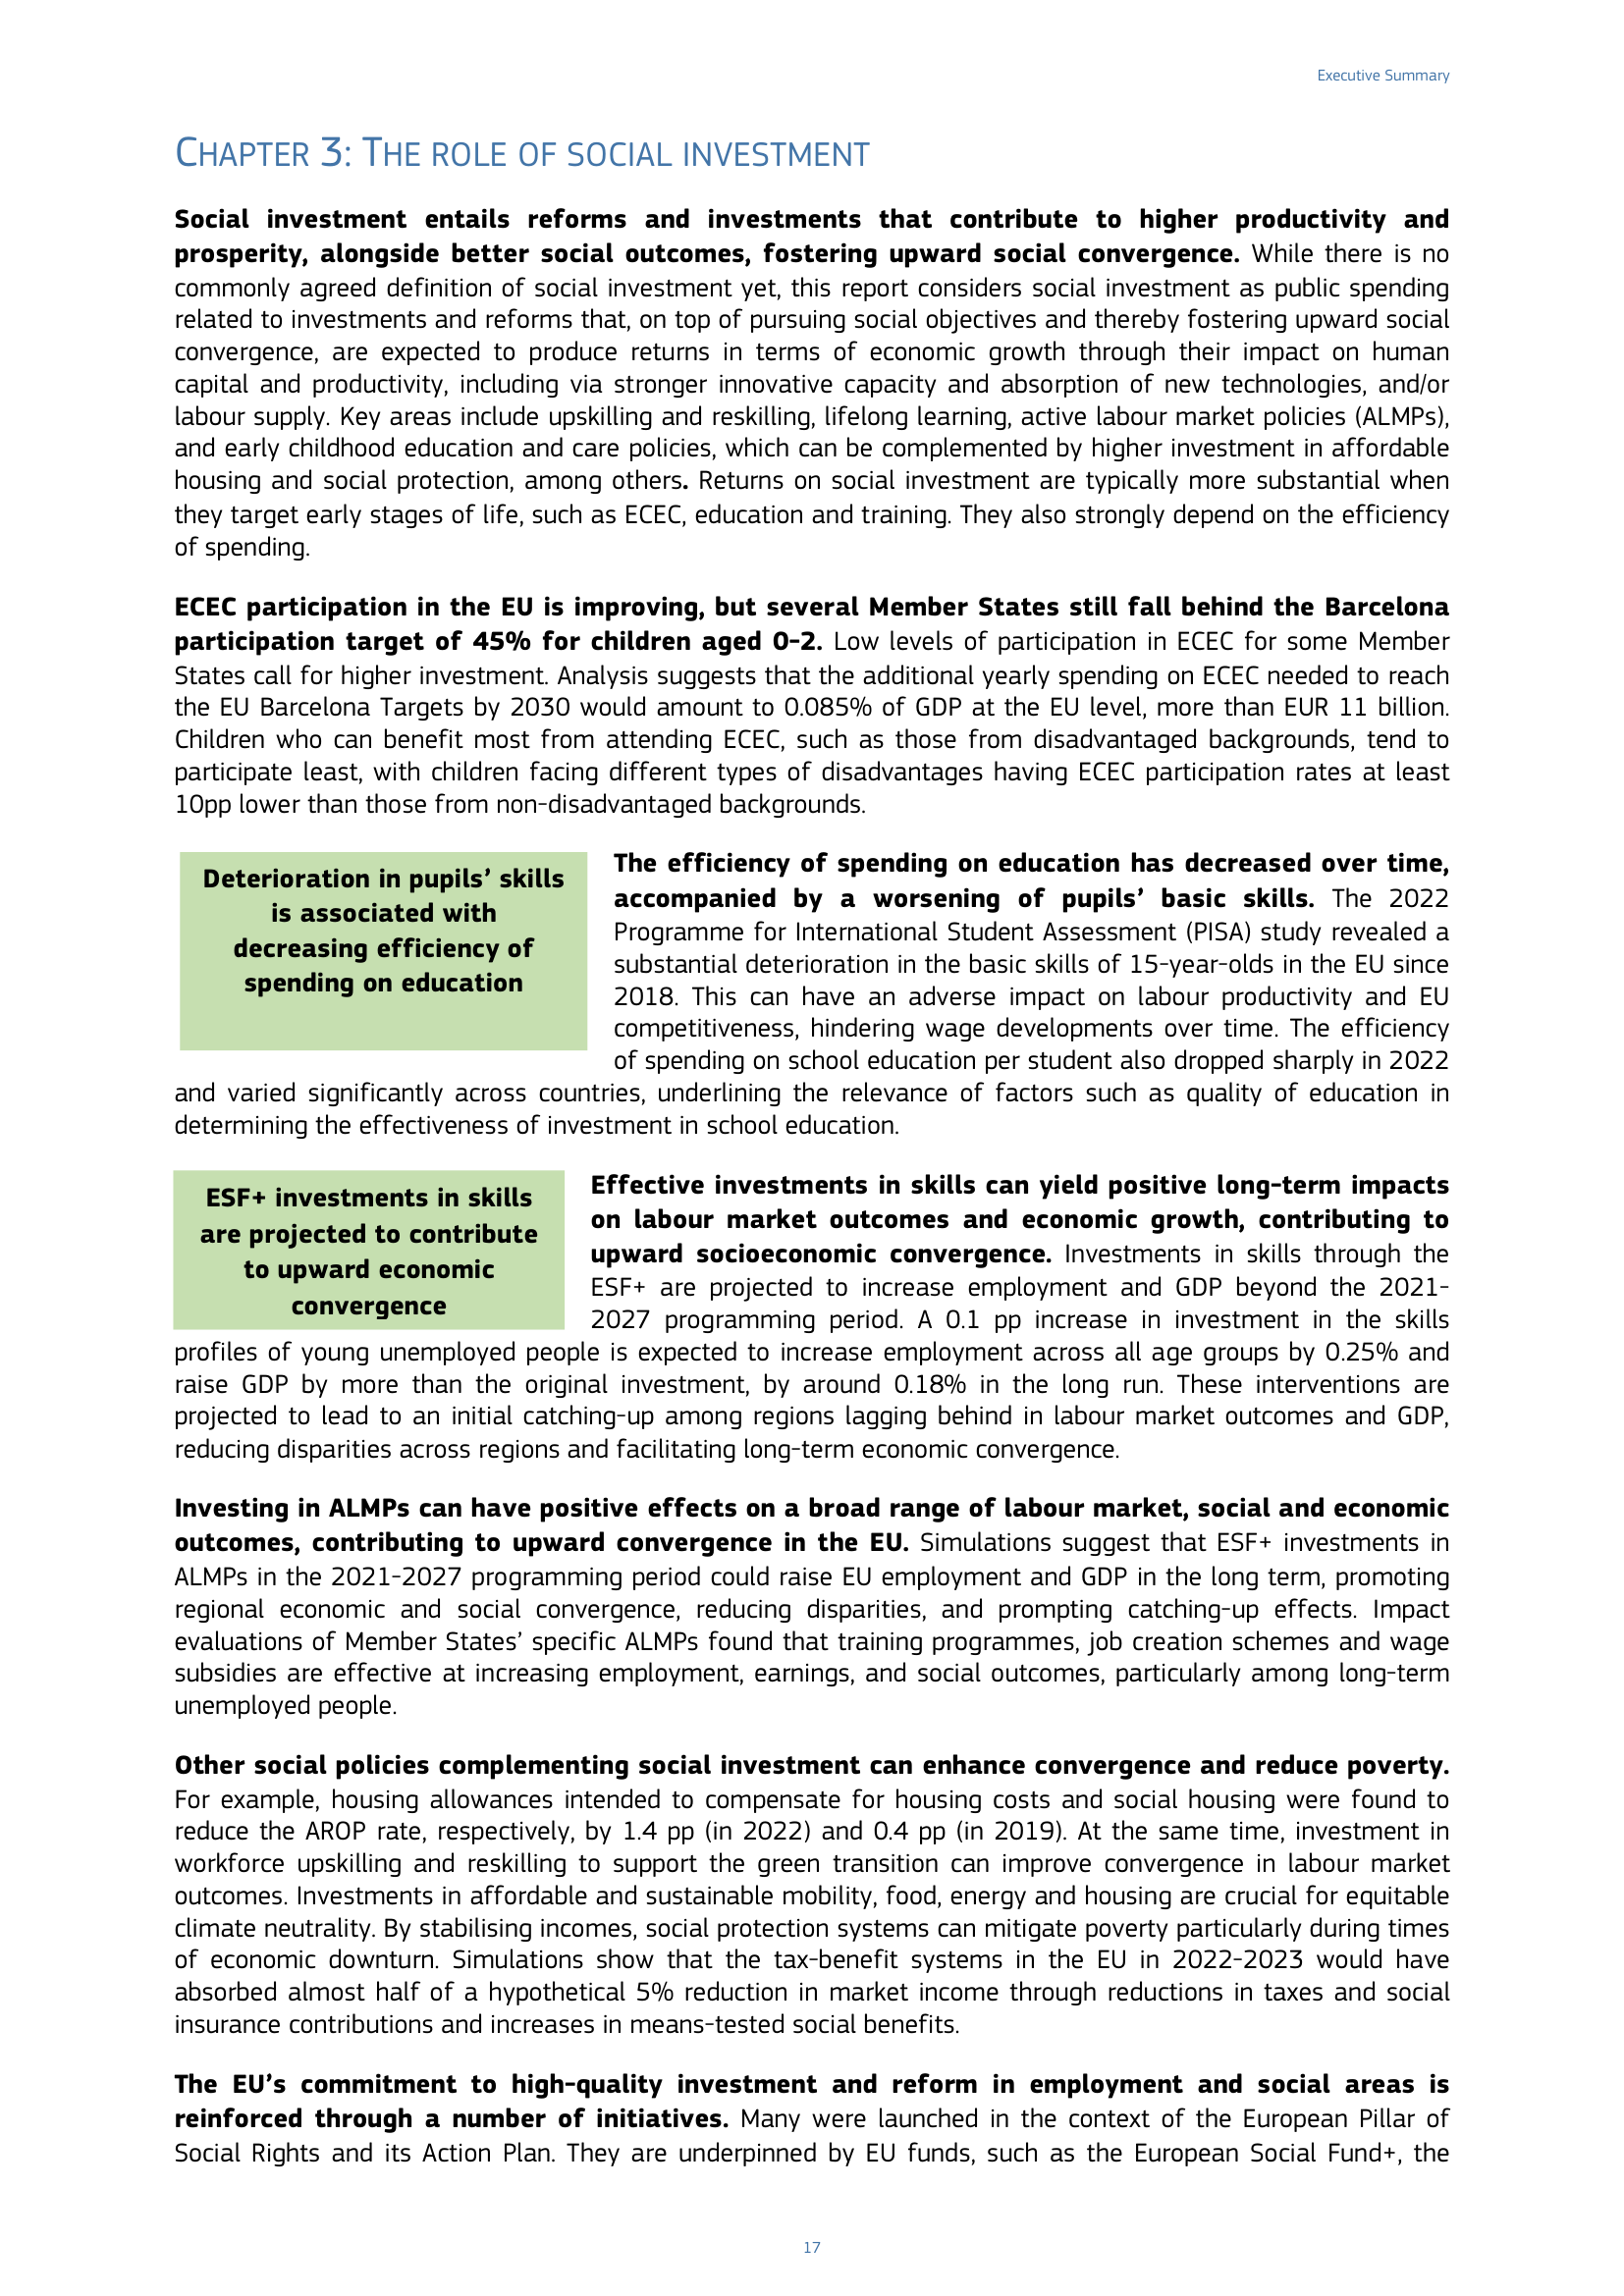 Executive Summary
CHAPTER 3: THE ROLE OF SOCIAL INVESTMENT
Social investment entails reforms and investments that contribute to higher productivity and
prosperity, alongside better social outcomes, fostering upward social convergence. While there is no
commonly agreed definition of social investment yet, this report considers social investment as public spending
related to investments and reforms that, on top of pursuing social objectives and thereby fostering upward social
convergence, are expected to produce returns in terms of economic growth through their impact on human
capital and productivity, including via stronger innovative capacity and absorption of new technologies, and/or
labour supply. Key areas include upskilling and reskilling, lifelong learning, active labour market policies (ALMPs),
and early childhood education and care policies, which can be complemented by higher investment in affordable
housing and social protection, among others. Returns on social investment are typically more substantial when
they target early stages of life, such as ECEC, education and training. They also strongly depend on the efficiency
of spending.
ECEC participation in the EU is improving, but several Member States still fall behind the Barcelona
participation target of 45% for children aged 0-2. Low levels of participation in ECEC for some Member
States call for higher investment. Analysis suggests that the additional yearly spending on ECEC needed to reach
the EU Barcelona Targets by 2030 would amount to 0.085% of GDP at the EU level, more than EUR 11 billion.
Children who can benefit most from attending ECEC, such as those from disadvantaged backgrounds, tend to
participate least, with children facing different types of disadvantages having ECEC participation rates at least
10pp lower than those from non-disadvantaged backgrounds.
Deterioration in pupils’ skills
is associated with
decreasing efficiency of
spending on education
The efficiency of spending on education has decreased over time,
accompanied by a worsening of pupils’ basic skills. The 2022
Programme for International Student Assessment (PISA) study revealed a
substantial deterioration in the basic skills of 15-year-olds in the EU since
2018. This can have an adverse impact on labour productivity and EU
competitiveness, hindering wage developments over time. The efficiency
of spending on school education per student also dropped sharply in 2022
and varied significantly across countries, underlining the relevance of factors such as quality of education in
determining the effectiveness of investment in school education.
ESF+ investments in skills
are projected to contribute
to upward economic
convergence
Effective investments in skills can yield positive long-term impacts
on labour market outcomes and economic growth, contributing to
upward socioeconomic convergence. Investments in skills through the
ESF+ are projected to increase employment and GDP beyond the 2021-
2027 programming period. A 0.1 pp increase in investment in the skills
profiles of young unemployed people is expected to increase employment across all age groups by 0.25% and
raise GDP by more than the original investment, by around 0.18% in the long run. These interventions are
projected to lead to an initial catching-up among regions lagging behind in labour market outcomes and GDP,
reducing disparities across regions and facilitating long-term economic convergence.
Investing in ALMPs can have positive effects on a broad range of labour market, social and economic
outcomes, contributing to upward convergence in the EU. Simulations suggest that ESF+ investments in
ALMPs in the 2021-2027 programming period could raise EU employment and GDP in the long term, promoting
regional economic and social convergence, reducing disparities, and prompting catching-up effects. Impact
evaluations of Member States’ specific ALMPs found that training programmes, job creation schemes and wage
subsidies are effective at increasing employment, earnings, and social outcomes, particularly among long-term
unemployed people.
Other social policies complementing social investment can enhance convergence and reduce poverty.
For example, housing allowances intended to compensate for housing costs and social housing were found to
reduce the AROP rate, respectively, by 1.4 pp (in 2022) and 0.4 pp (in 2019). At the same time, investment in
workforce upskilling and reskilling to support the green transition can improve convergence in labour market
outcomes. Investments in affordable and sustainable mobility, food, energy and housing are crucial for equitable
climate neutrality. By stabilising incomes, social protection systems can mitigate poverty particularly during times
of economic downturn. Simulations show that the tax-benefit systems in the EU in 2022-2023 would have
absorbed almost half of a hypothetical 5% reduction in market income through reductions in taxes and social
insurance contributions and increases in means-tested social benefits.
The EU’s commitment to high-quality investment and reform in employment and social areas is
reinforced through a number of initiatives. Many were launched in the context of the European Pillar of
Social Rights and its Action Plan. They are underpinned by EU funds, such as the European Social Fund+, the
17